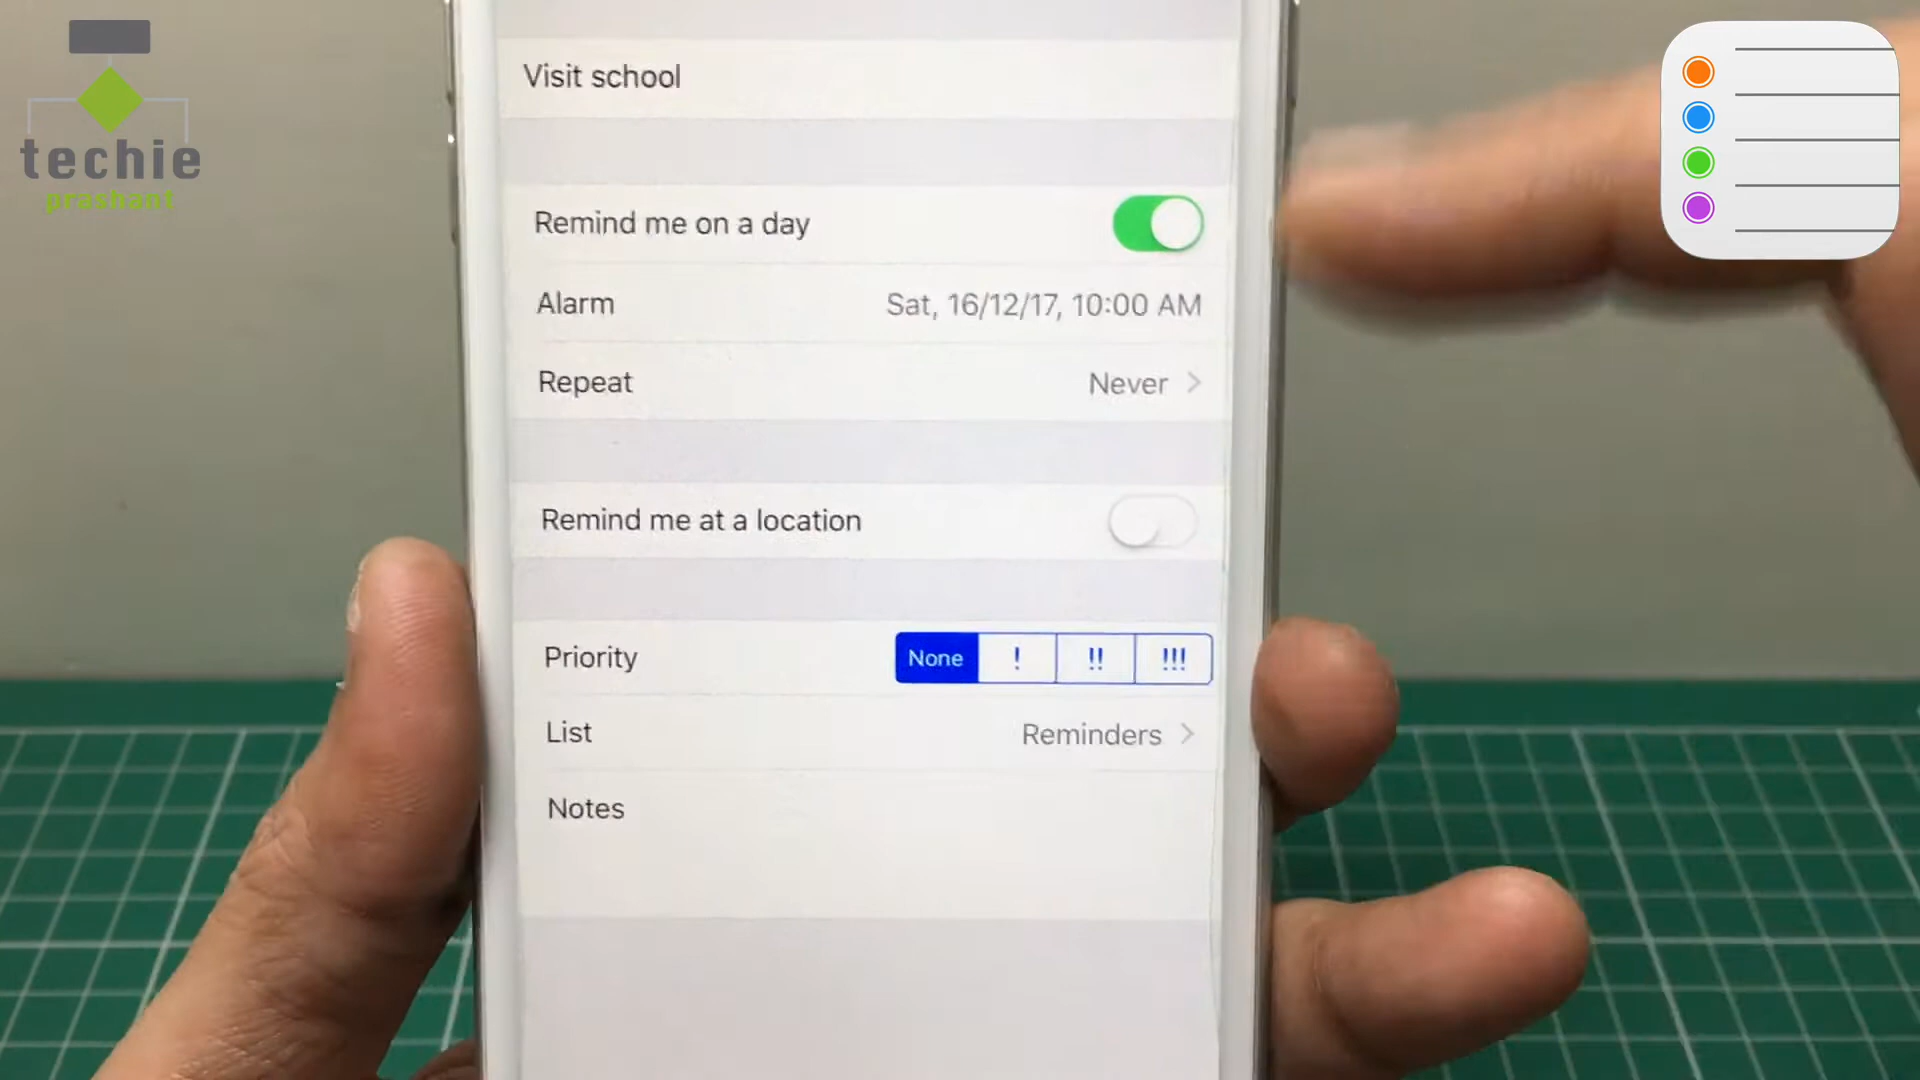 techie
prashant
Visit school
Remind me on a day
Alarm Sat, 16/12/17, 10:00 AM
Repeat Never
Remind me at a location
Priority None ! !! !!!
List Reminders
Notes